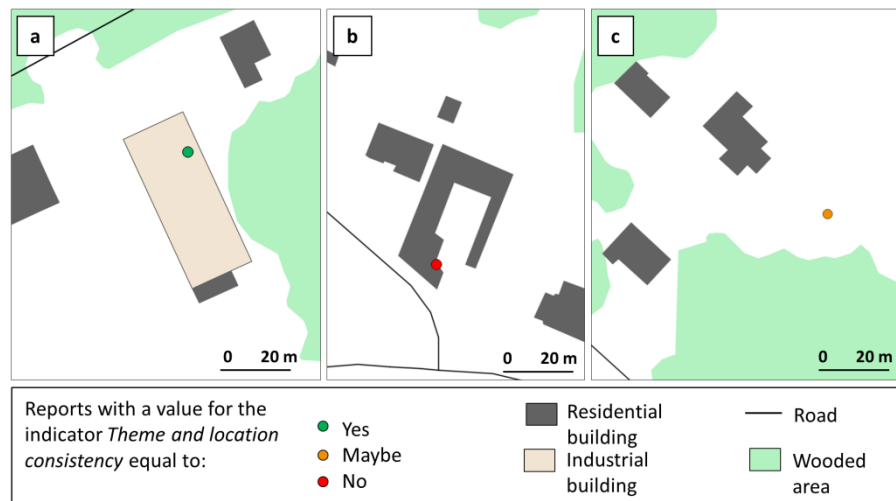 a
b
c
0 20 m
0 20 m
0 20 m
Reports with a value for the
indicator Theme and location
consistency equal to:
Yes
Maybe
No
Residential
building
Industrial
building
Road
Wooded
area